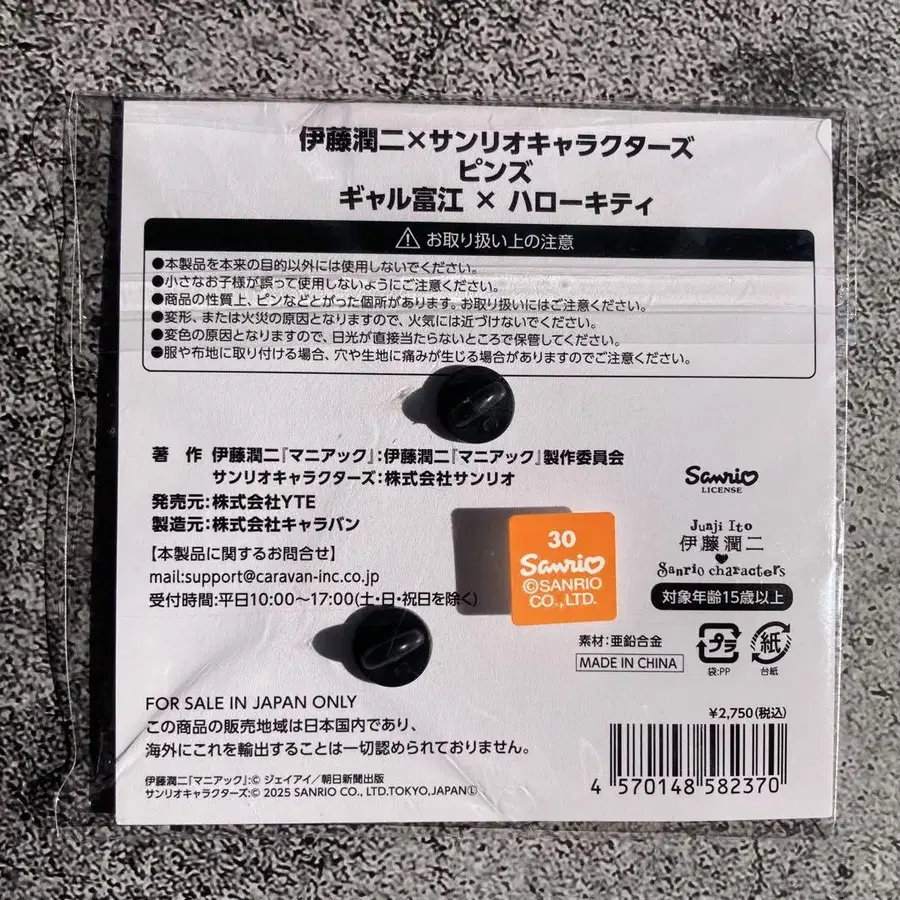 伊藤潤二×サンリオキャラクターズ
ピンズ
ギャル富江 × ハローキティ
お取り扱い上の注意
●本製品を本来の目的以外には使用しないでください。
●小さなお子様が誤って使用しないようにご注意ください。
●商品の性質上、ピンなどとがった個所があります。お取り扱いにはご注意ください。
●変形、または火災の原因となりますので、火気には近づけないでください。
●変色の原因となりますので、日光が直接当たらないところで保管してください。
●服や布地に取り付ける場合、穴や生地に痛みが生じる場合がありますのでご注意ください。
著 作 伊藤潤二『マニアック』:伊藤潤二『マニアック』製作委員会
サンリオキャラクターズ:株式会社サンリオ
発売元:株式会社YTE
製造元:株式会社キャラバン
【本製品に関するお問合せ】
mail:support@caravan-inc.co.jp
受付時間:平日10:00～17:00(土・日・祝日を除く)
30
Sanrio
©SANRIO
CO., LTD.
Sanrio
LICENSE
Junji Ito
伊藤潤二
Sanrio characters
対象年齢15歳以上
素材:亜鉛合金
MADE IN CHINA
プラ
袋:PP
紙
台紙
FOR SALE IN JAPAN ONLY
この商品の販売地域は日本国内であり、
海外にこれを輸出することは一切認められておりません。
¥2,750(税込)
4 570148 582370
伊藤潤二『マニアック』:© ジェイアイ／朝日新聞出版
サンリオキャラクターズ:© 2025 SANRIO CO., LTD.TOKYO,JAPANⓁ